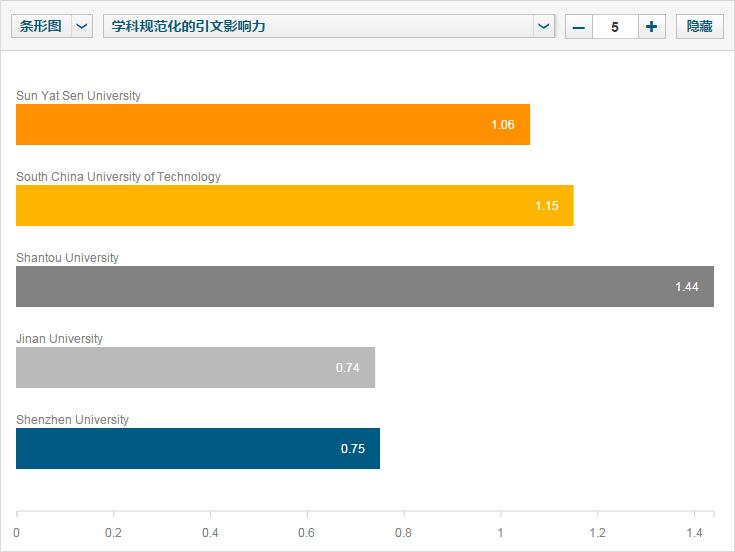 条形图 学科规范化的引文影响力 5 隐藏
Sun Yat Sen University
1.06
South China University of Technology
1.15
Shantou University
1.44
Jinan University
0.74
Shenzhen University
0.75
0 0.2 0.4 0.6 0.8 1 1.2 1.4